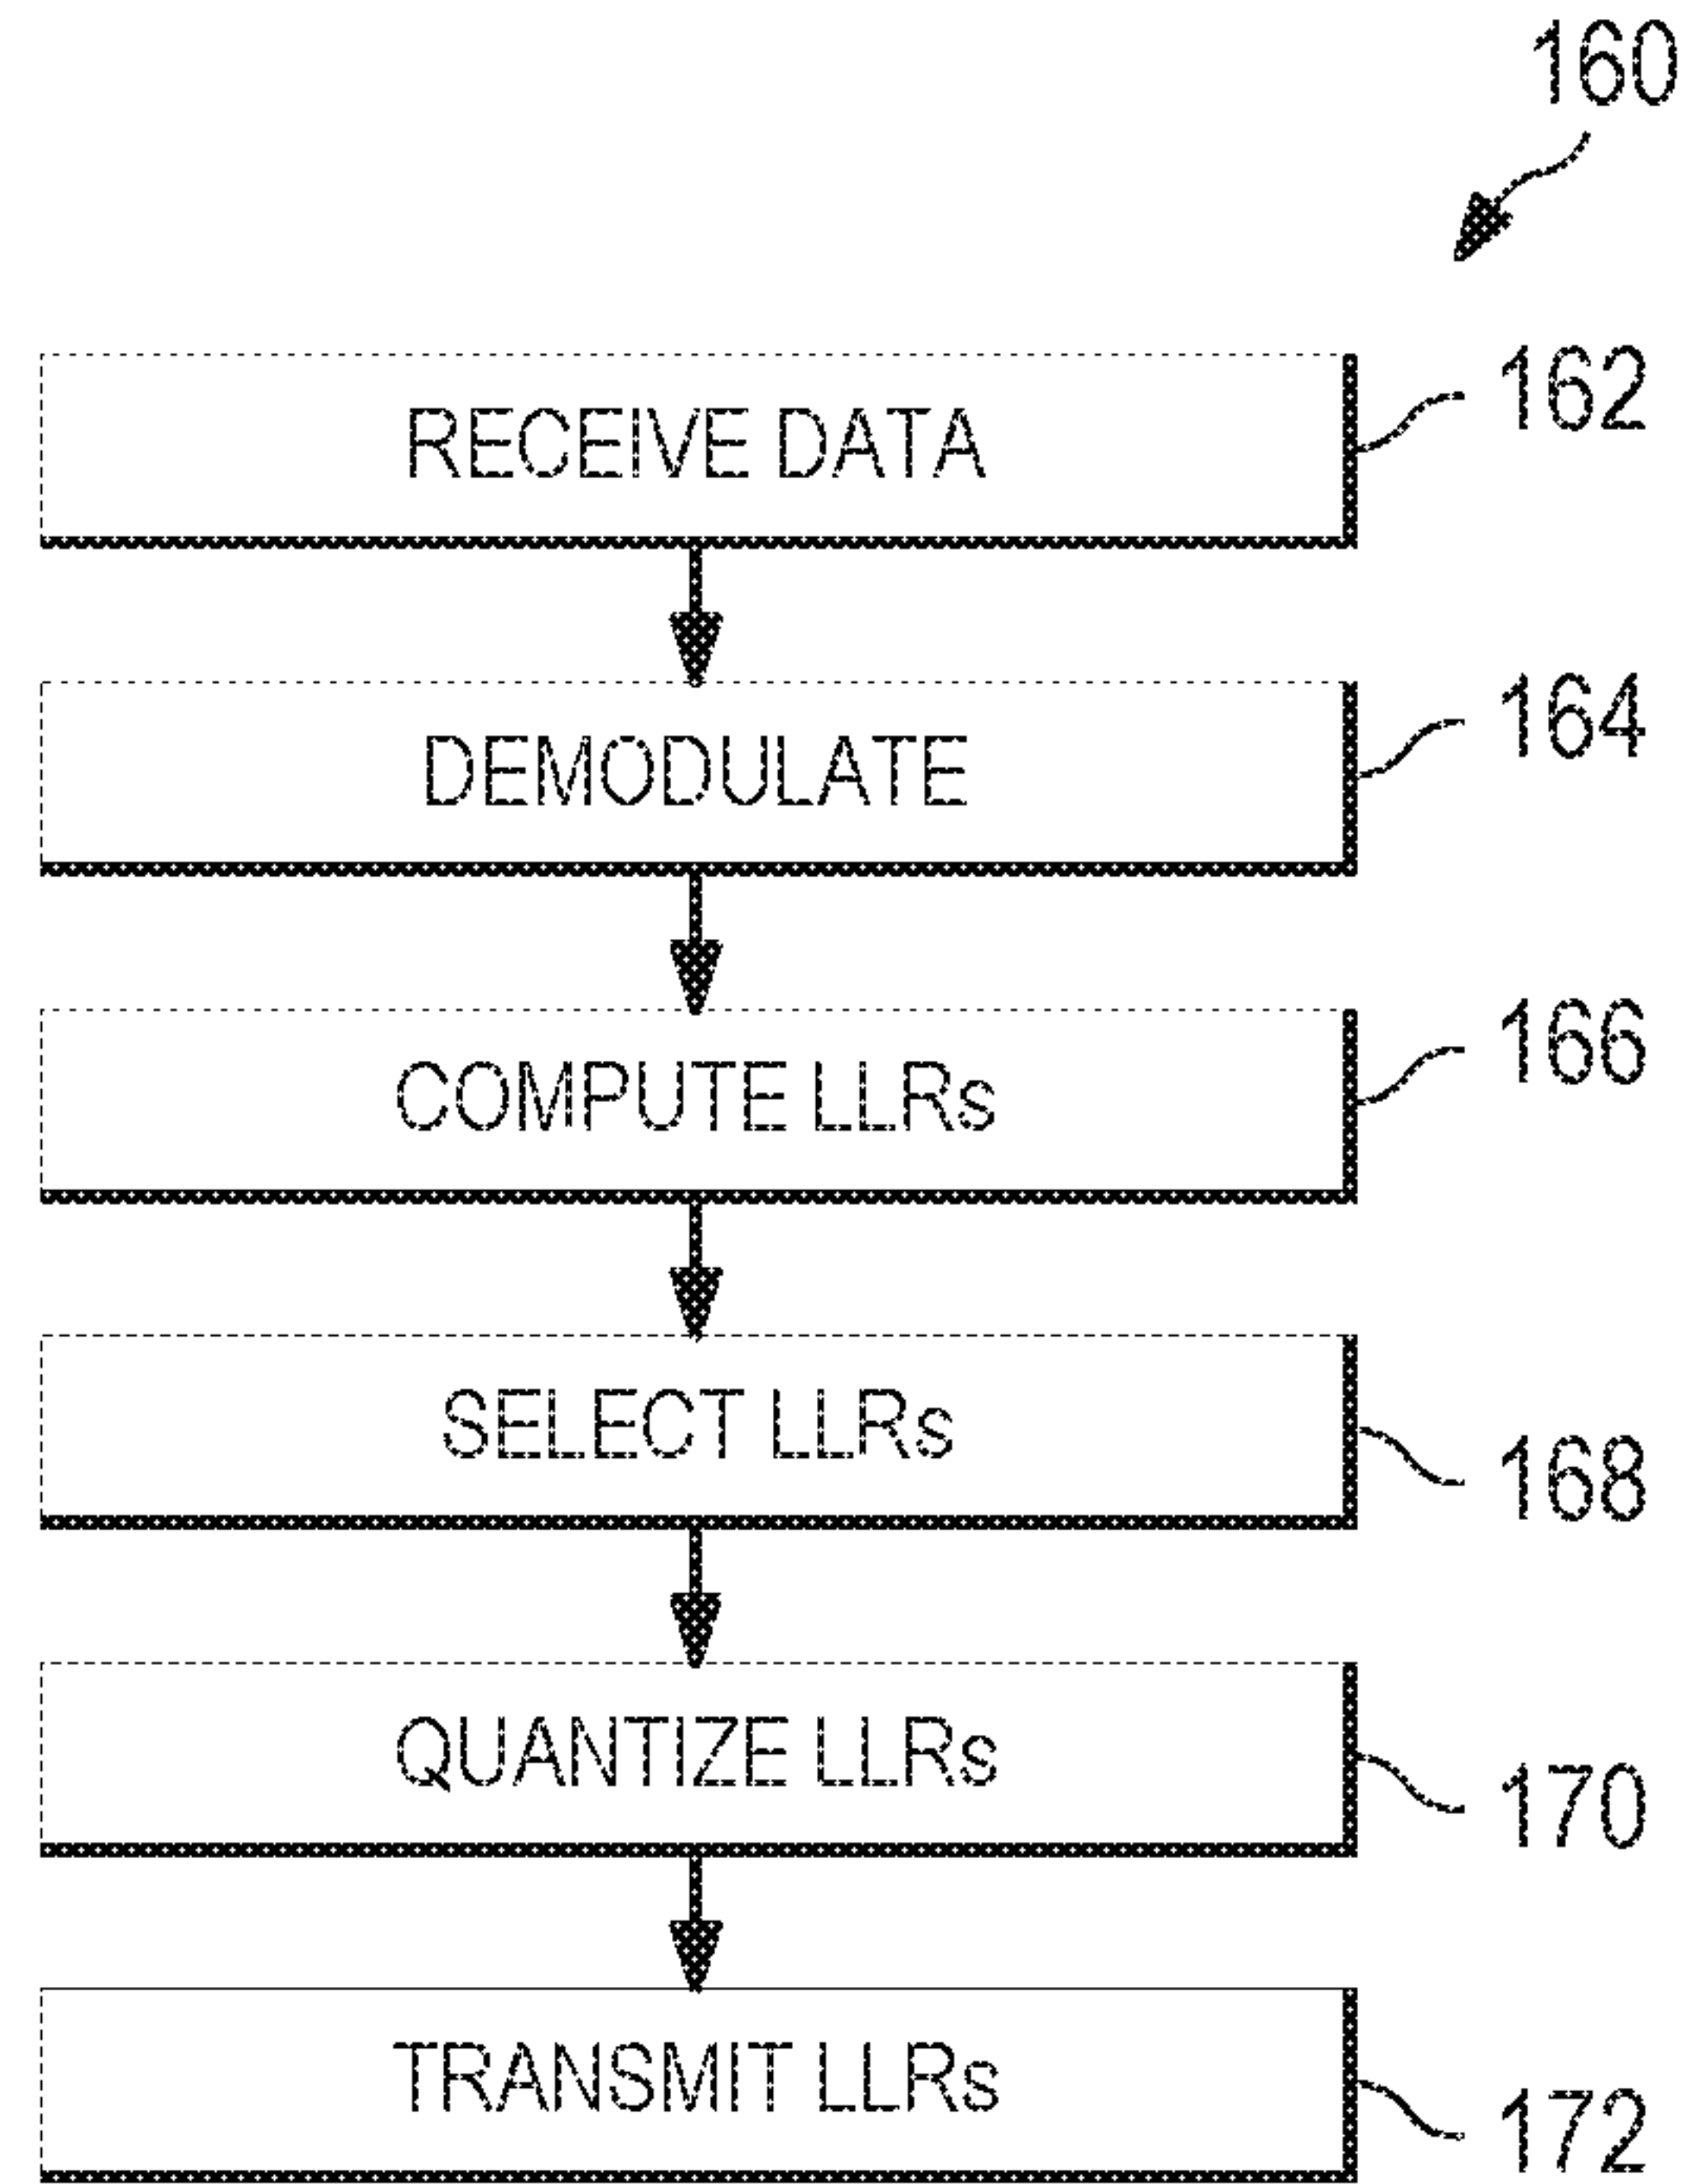 160
RECEIVE DATA
162
DEMODULATE
164
COMPUTE LLRs
166
SELECT LLRs
168
QUANTIZE LLRs
170
TRANSMIT LLRs
172